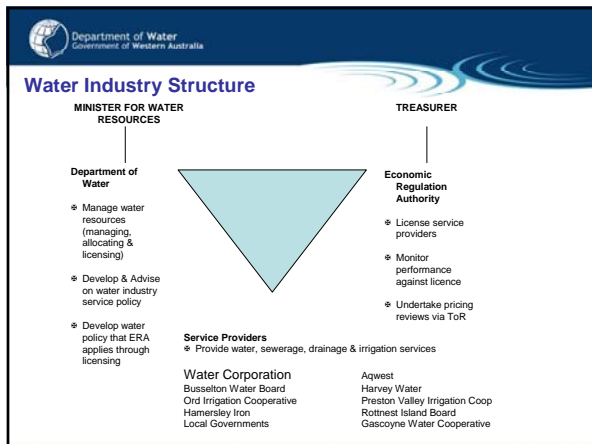 Department of Water
Government of Western Australia
Water Industry Structure
MINISTER FOR WATER
RESOURCES
TREASURER
Department of
Water
Manage water
resources
(managing,
allocating &
licensing)
Develop & Advise
on water industry
service policy
Develop water
policy that ERA
applies through
licensing
Economic
Regulation
Authority
License service
providers
Monitor
performance
against licence
Undertake pricing
reviews via ToR
Service Providers
Provide water, sewerage, drainage & irrigation services
Water Corporation
Busselton Water Board
Ord Irrigation Cooperative
Hamersley Iron
Local Governments
Aqwest
Harvey Water
Preston Valley Irrigation Coop
Rottnest Island Board
Gascoyne Water Cooperative